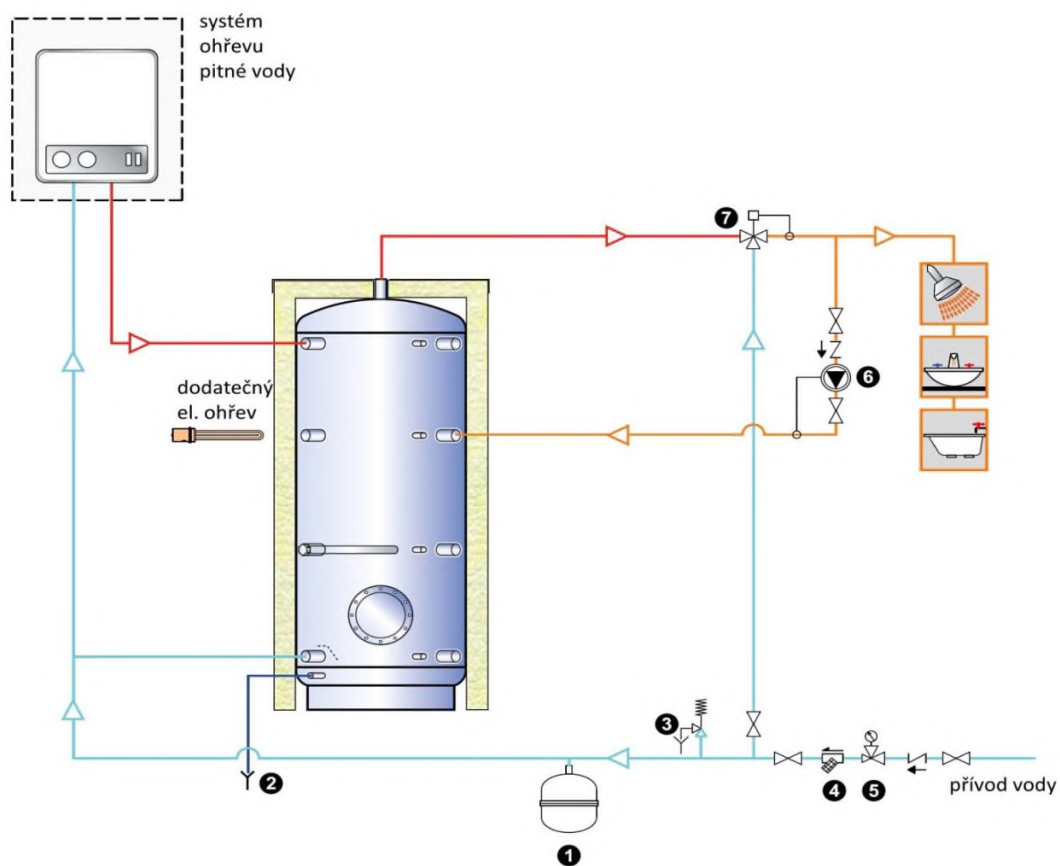 systém
ohřevu
pitné vody
7
dodatečný
el. ohřev
6
3
2
4
5
přívod vody
1